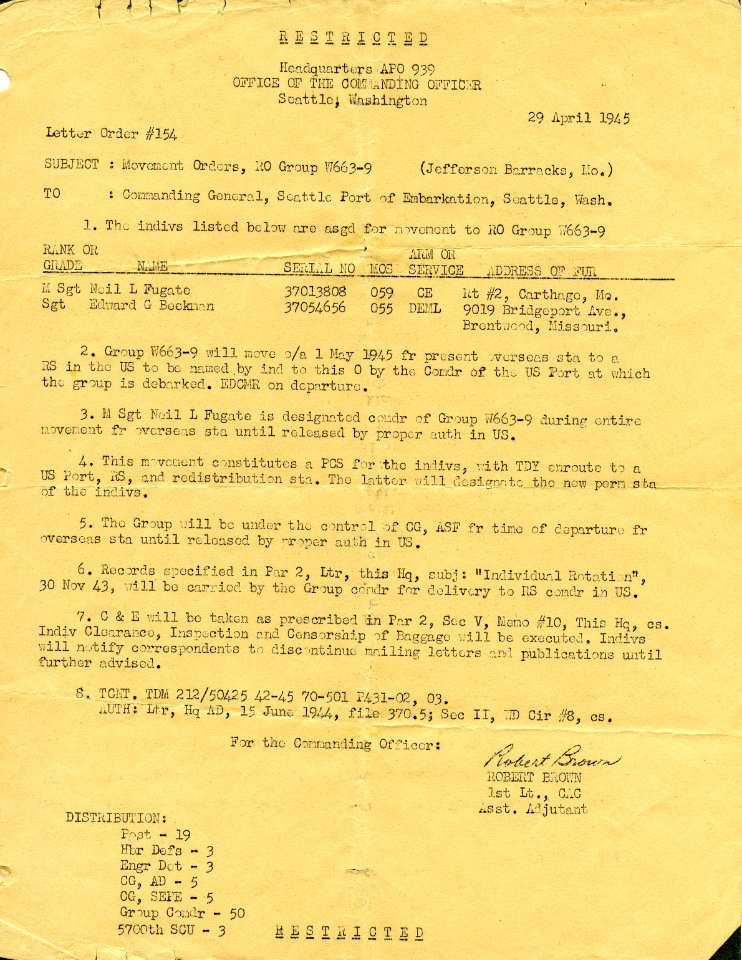 RESTRICTED
Headquarters APO 939
OFFICE OF THE COMMANDING OFFICER
Seattle, Washington
29 April 1945
Letter Order #154
SUBJECT : Movement Orders, RO Group W663-9 (Jefferson Barracks, Mo.)
TO : Commanding General, Seattle Port of Embarkation, Seattle, Wash.
1. The indivs listed below are asgd for movement to RO Group W663-9
RANK OR ARM OR
GRADE NAME SERIAL NO MOS SERVICE ADDRESS OF FUR
M Sgt Neil L Fugate 37013808 059 CE Rt #2, Carthage, Mo.
Sgt Edward G Beckman 37054656 055 DEML 9019 Bridgeport Ave.,
Brentwood, Missouri.
2. Group W663-9 will move o/a 1 May 1945 fr present overseas sta to a
RS in the US to be named by ind to this O by the Comdr of the US Port at which
the group is debarked. EDCMR on departure.
3. M Sgt Neil L Fugate is designated comdr of Group W663-9 during entire
movement fr overseas sta until released by proper auth in US.
4. This movement constitutes a PCS for the indivs, with TDY enroute to a
US Port, RS, and redistribution sta. The latter will designate the new perm sta
of the indivs.
5. The Group will be under the control of CG, ASF fr time of departure fr
overseas sta until released by proper auth in US.
6. Records specified in Par 2, Ltr, this Hq, subj: "Individual Rotation",
30 Nov 43, will be carried by the Group comdr for delivery to RS comdr in US.
7. C & E will be taken as prescribed in Par 2, Sec V, Memo #10, This Hq, cs.
Indiv Clearance, Inspection and Censorship of Baggage will be executed. Indivs
will notify correspondents to discontinue mailing letters and publications until
further advised.
8. TCNT. TDM 212/50425 42-45 70-501 P431-02, 03.
AUTH: Ltr, Hq AD, 15 June 1944, file 370.5; Sec II, WD Cir #8, cs.
For the Commanding Officer:
Robert Brown
ROBERT BROWN
1st Lt., CAC
Asst. Adjutant
DISTRIBUTION:
Post - 19
Hbr Defs - 3
Engr Det - 3
CG, AD - 5
CG, SEPE - 5
Group Comdr - 50
5700th SCU - 3
RESTRICTED